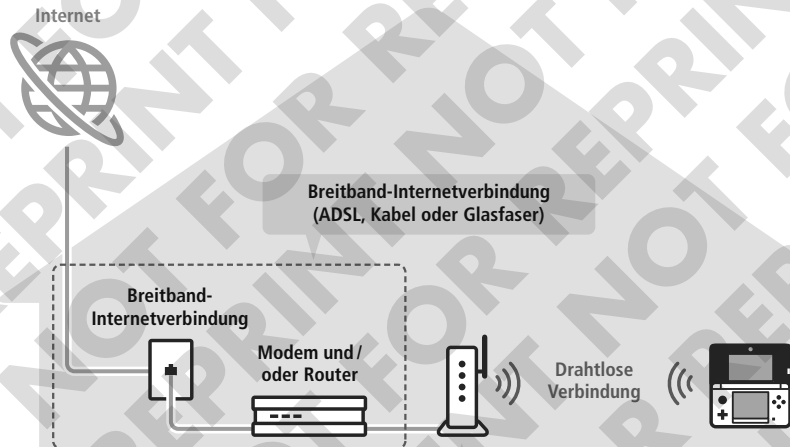 Internet
Breitband-Internetverbindung
(ADSL, Kabel oder Glasfaser)
Breitband-
Internetverbindung
Modem und /
oder Router
Drahtlose
Verbindung
NOT FOR REPRINT